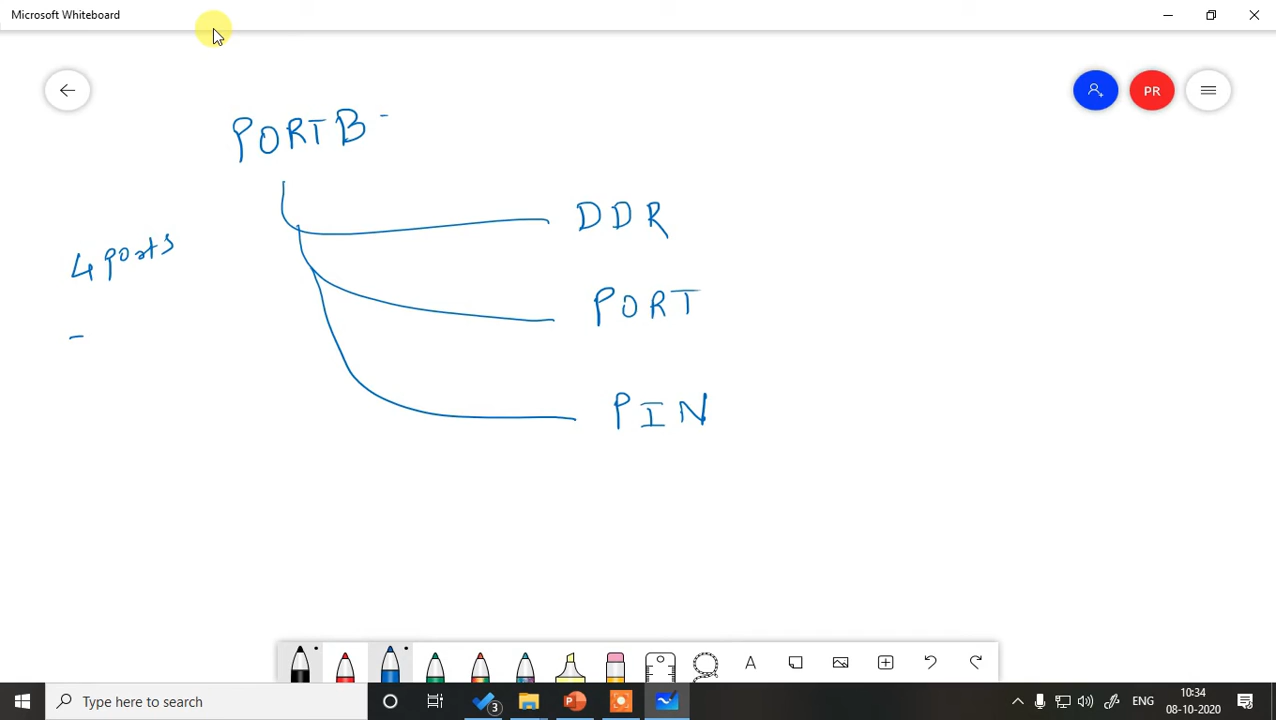 Microsoft Whiteboard
PR
PORTB -
DDR
4 ports
PORT
-
PIN
A
Type here to search
3
ENG
10:34
08-10-2020